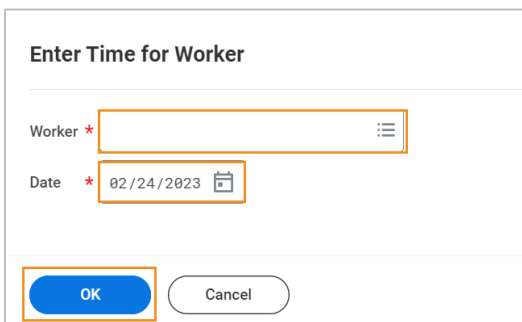 Enter Time for Worker
Worker *
Date * 02/24/2023
OK Cancel